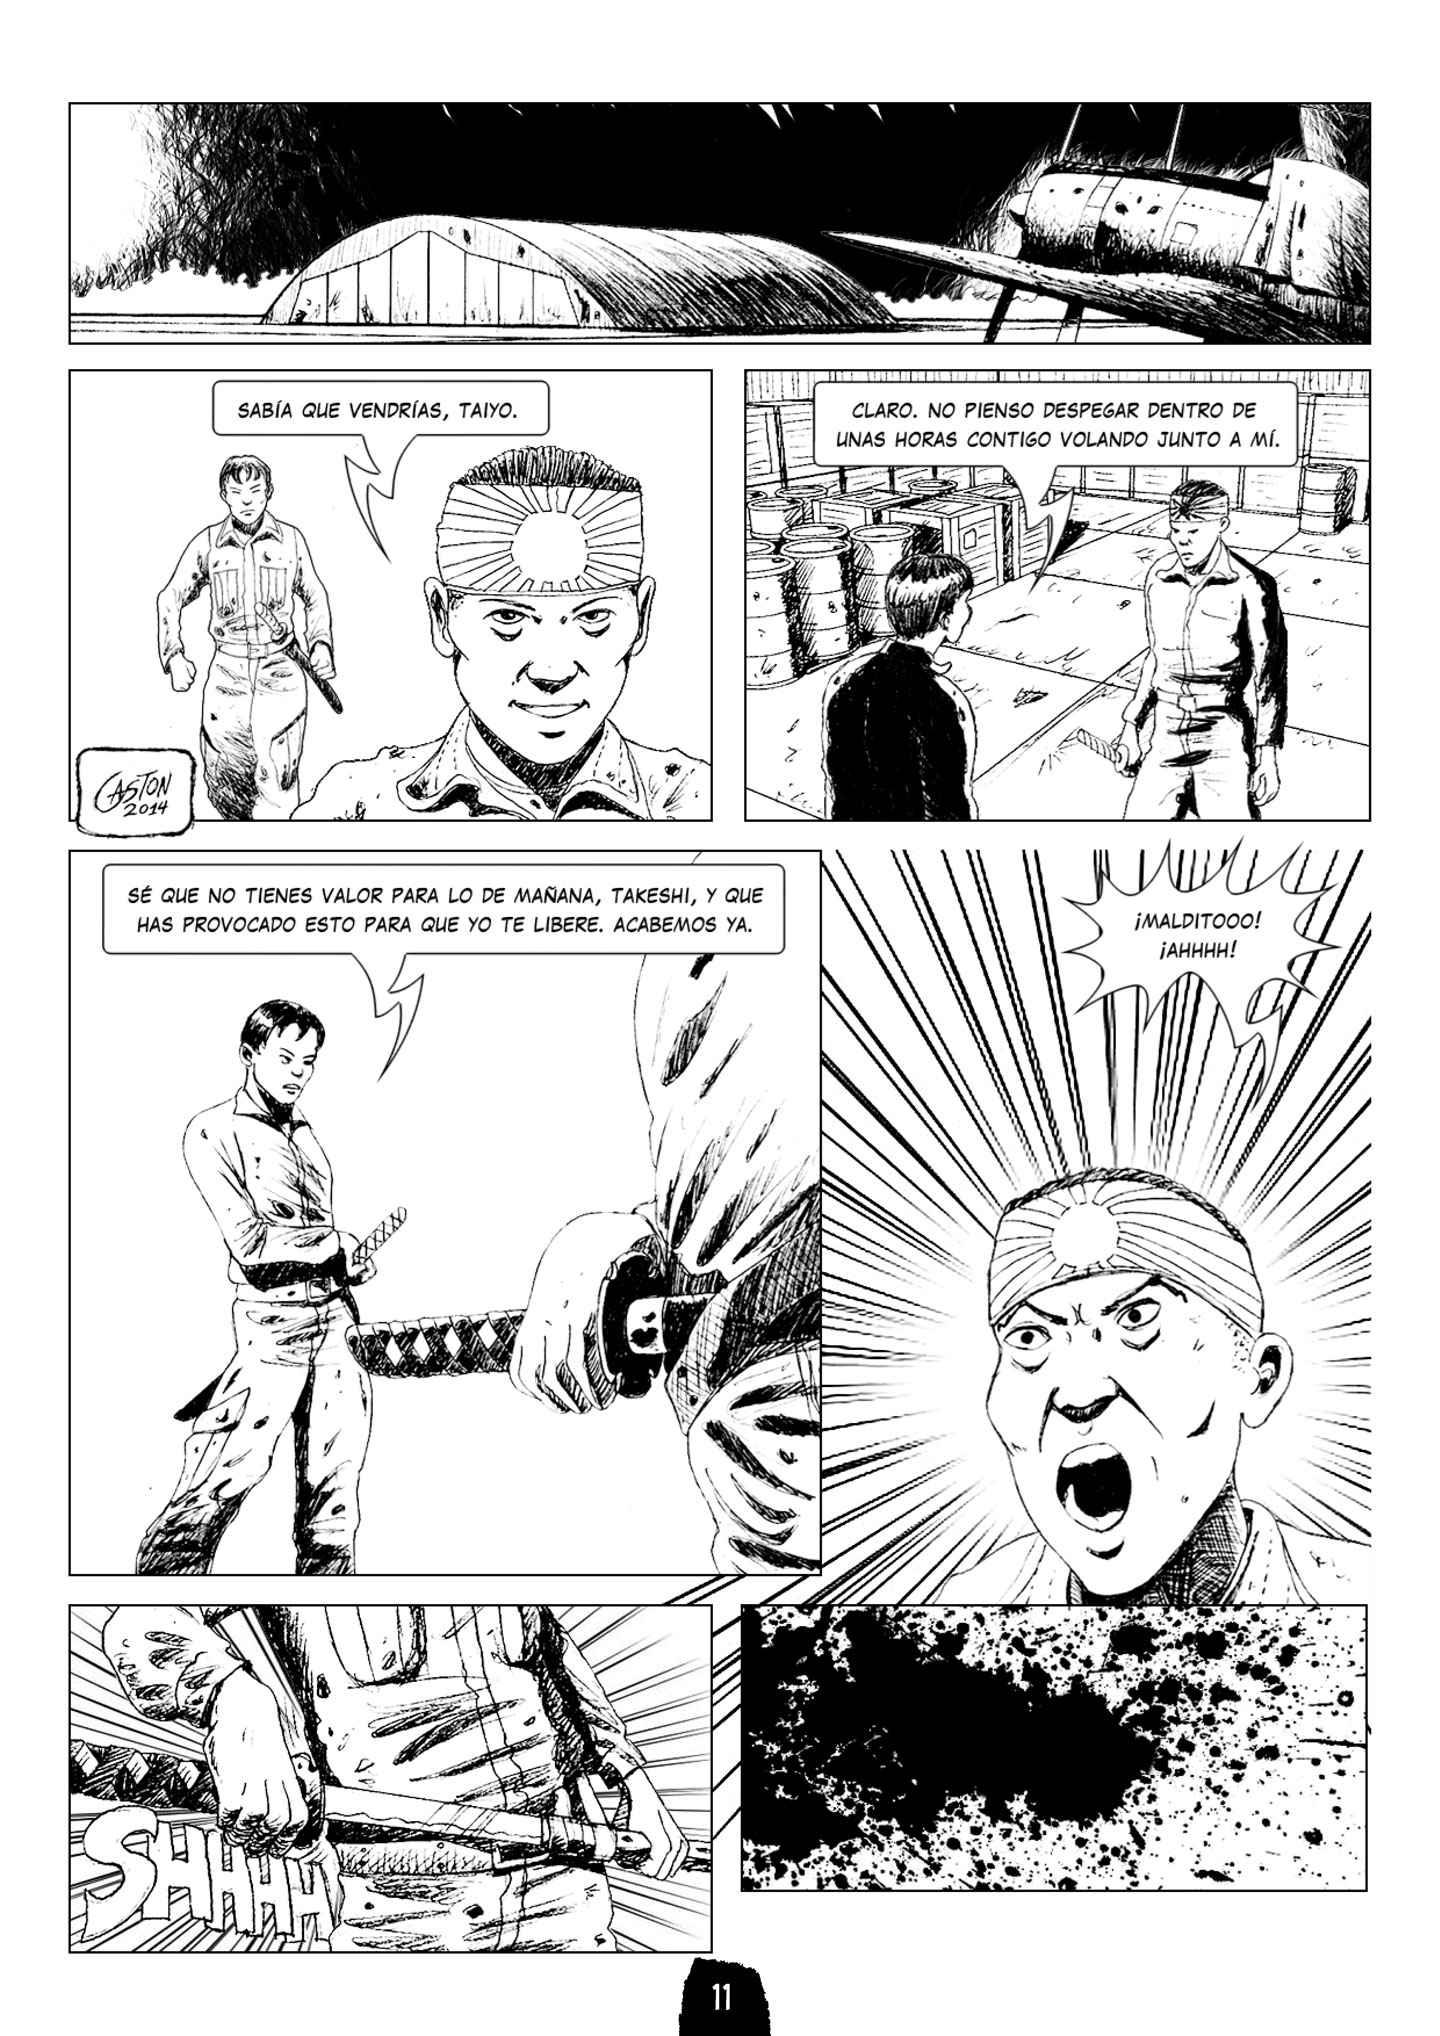 SABÍA QUE VENDRÍAS, TAIYO.
CLARO. NO PIENSO DESPEGAR DENTRO DE
UNAS HORAS CONTIGO VOLANDO JUNTO A MÍ.
CASTON
2014
SÉ QUE NO TIENES VALOR PARA LO DE MAÑANA, TAKESHI, Y QUE
HAS PROVOCADO ESTO PARA QUE YO TE LIBERE. ACABEMOS YA.
¡MALDITOOO!
¡AHHHH!
SHHHHH
11